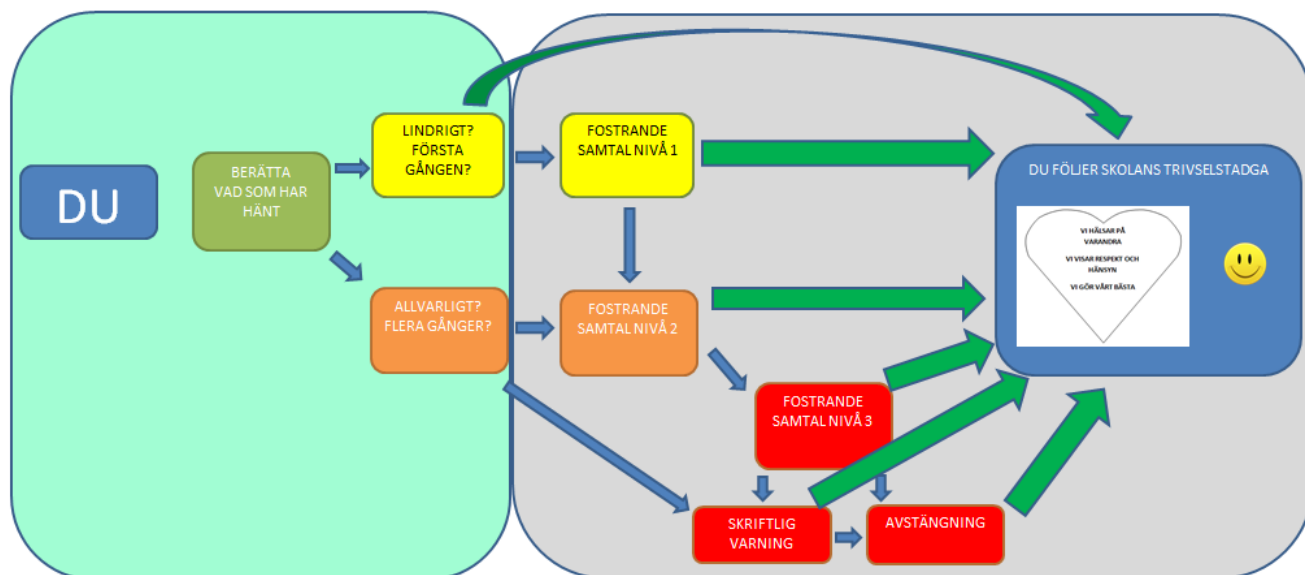 DU
BERÄTTA
VAD SOM HAR
HÄNT
LINDRIGT?
FÖRSTA
GÅNGEN?
ALLVARLIGT?
FLERA GÅNGER?
FOSTRANDE
SAMTAL NIVÅ 1
FOSTRANDE
SAMTAL NIVÅ 2
FOSTRANDE
SAMTAL NIVÅ 3
SKRIFTLIG
VARNING
AVSTÄNGNING
DU FÖLJER SKOLANS TRIVSELSTADGA
VI HÄLSAR PÅ
VARANDRA
VI VISAR RESPEKT OCH
HÄNSYN
VI GÖR VÅRT BÄSTA